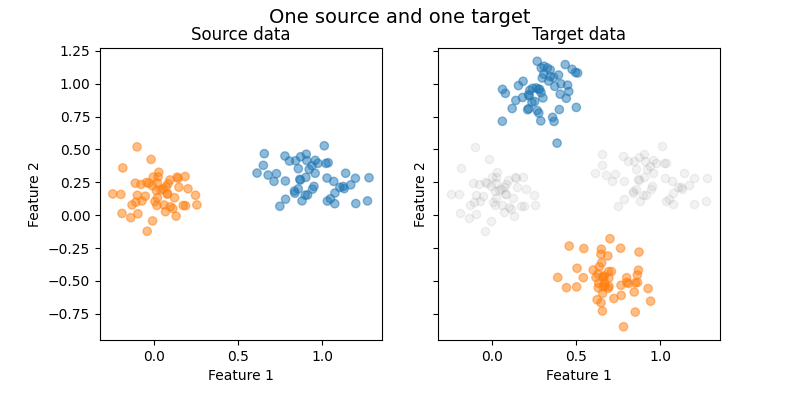 One source and one target
Source data
Target data
1.25
1.00
0.75
0.50
0.25
0.00
−0.25
−0.50
−0.75
Feature 2
0.0 0.5 1.0
Feature 1
Feature 2
0.0 0.5 1.0
Feature 1